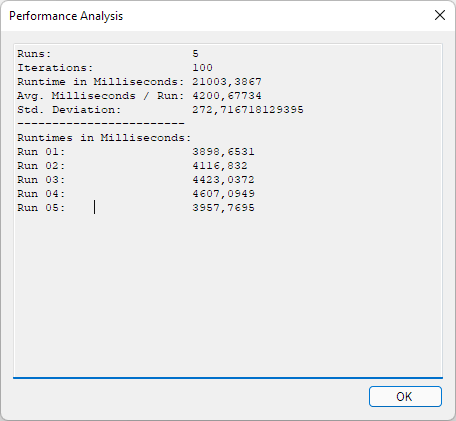 Performance Analysis
Runs: 5
Iterations: 100
Runtime in Milliseconds: 21003,3867
Avg. Milliseconds / Run: 4200,67734
Std. Deviation: 272,716718129395
------------------------
Runtimes in Milliseconds:
Run 01: 3898,6531
Run 02: 4116,832
Run 03: 4423,0372
Run 04: 4607,0949
Run 05: 3957,7695
OK